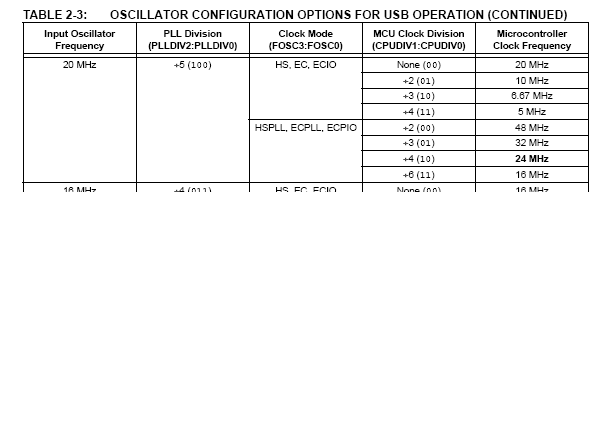 TABLE 2-3: OSCILLATOR CONFIGURATION OPTIONS FOR USB OPERATION (CONTINUED)
Input Oscillator Frequency PLL Division (PLLDIV2:PLLDIV0) Clock Mode (FOSC3:FOSC0) MCU Clock Division (CPUDIV1:CPUDIV0) Microcontroller Clock Frequency
20 MHz ÷5 (100) HS, EC, ECIO None (00) 20 MHz
÷2 (01) 10 MHz
÷3 (10) 6.67 MHz
÷4 (11) 5 MHz
HSPLL, ECPLL, ECPIO ÷2 (00) 48 MHz
÷3 (01) 32 MHz
÷4 (10) 24 MHz
÷6 (11) 16 MHz
16 MHz ÷4 (011) HS, EC, ECIO None (00) 16 MHz